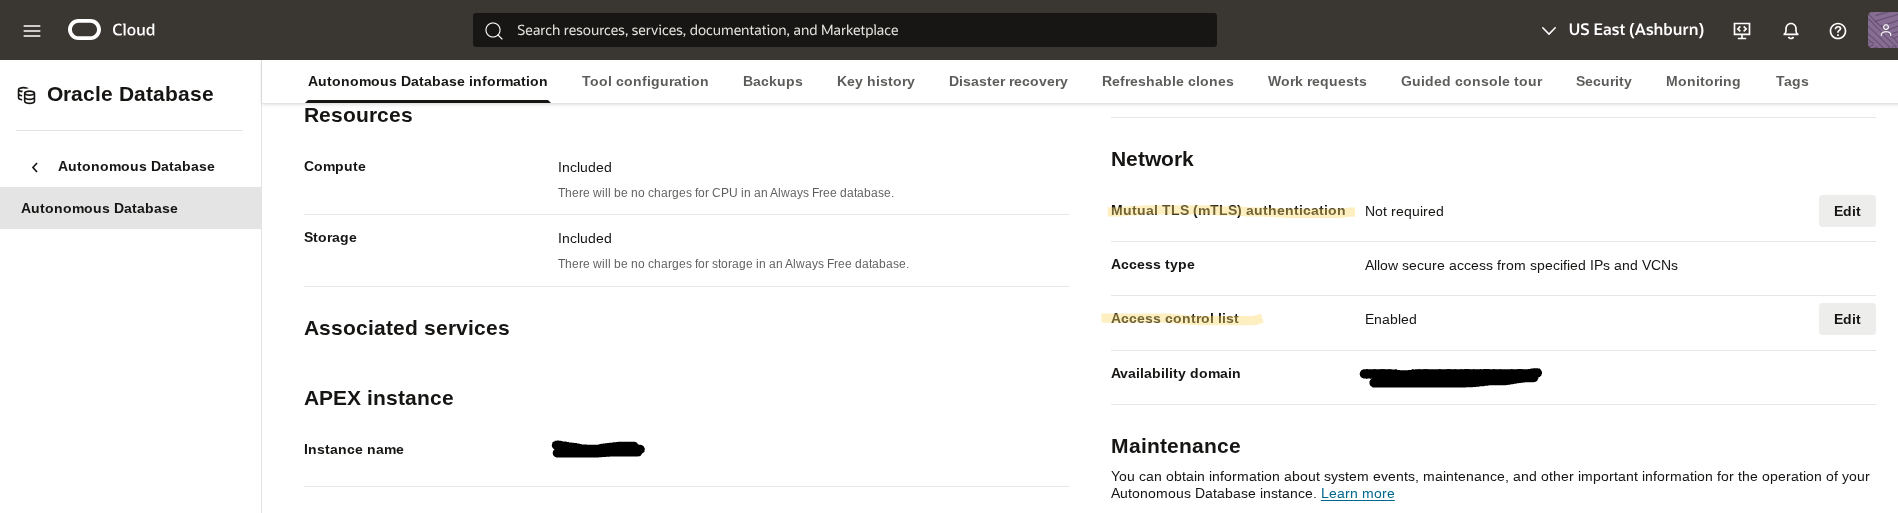 Cloud
Search resources, services, documentation, and Marketplace
US East (Ashburn)
Oracle Database
Autonomous Database
Autonomous Database
Autonomous Database information
Tool configuration
Backups
Key history
Disaster recovery
Refreshable clones
Work requests
Guided console tour
Security
Monitoring
Tags
Resources
Compute
Included
There will be no charges for CPU in an Always Free database.
Storage
Included
There will be no charges for storage in an Always Free database.
Associated services
APEX instance
Instance name
Network
Mutual TLS (mTLS) authentication
Not required
Edit
Access type
Allow secure access from specified IPs and VCNs
Access control list
Enabled
Edit
Availability domain
Maintenance
You can obtain information about system events, maintenance, and other important information for the operation of your
Autonomous Database instance. Learn more